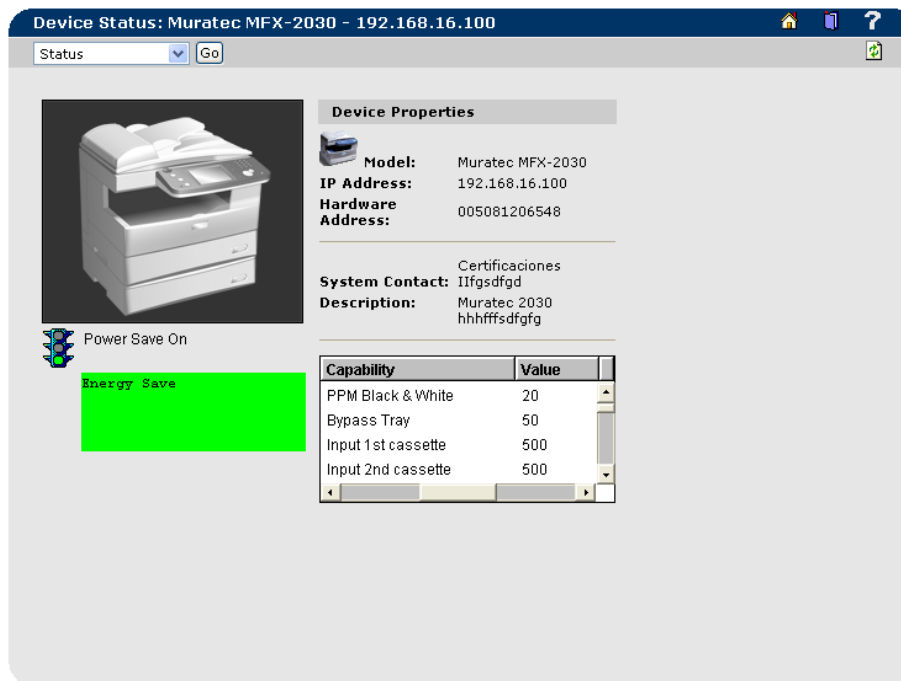 Device Status: Muratec MFX-2030 - 192.168.16.100
?
Status
Go
Device Properties
Model: Muratec MFX-2030
IP Address: 192.168.16.100
Hardware
Address: 005081206548
Certificaciones
System Contact: IIfgsdfgd
Description: Muratec 2030
hhhfffsdfgfg
Power Save On
Energy Save
Capability Value
PPM Black & White 20
Bypass Tray 50
Input 1st cassette 500
Input 2nd cassette 500